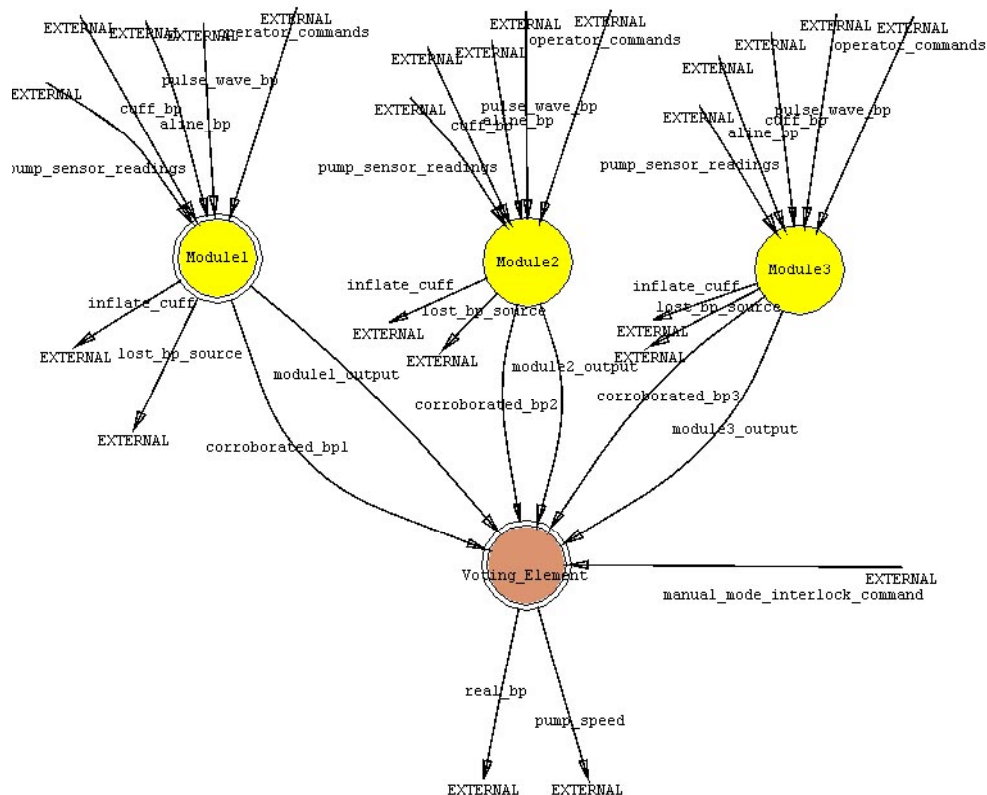 EXTERNAL
EXTERNAL
EXTERNAL
EXTERNAL
operator_commands
pulse_wave_bp
cuff_bp
aline_bp
pump_sensor_readings
Module1
inflate_cuff
EXTERNAL
lost_bp_source
EXTERNAL
module1_output
corroborated_bp1
EXTERNAL
EXTERNAL
EXTERNAL
EXTERNAL
EXTERNAL
EXTERNAL
operator_commands
pulse_wave_bp
aline_bp
cuff_bp
pump_sensor_readings
Module2
inflate_cuff
EXTERNAL
lost_bp_source
EXTERNAL
module2_output
corroborated_bp2
EXTERNAL
EXTERNAL
EXTERNAL
EXTERNAL
EXTERNAL
operator_commands
pulse_wave_bp
cuff_bp
aline_bp
pump_sensor_readings
Module3
inflate_cuff
lost_bp_source
EXTERNAL
EXTERNAL
corroborated_bp3
module3_output
Voting_Element
EXTERNAL
manual_mode_interlock_command
real_bp
pump_speed
EXTERNAL
EXTERNAL